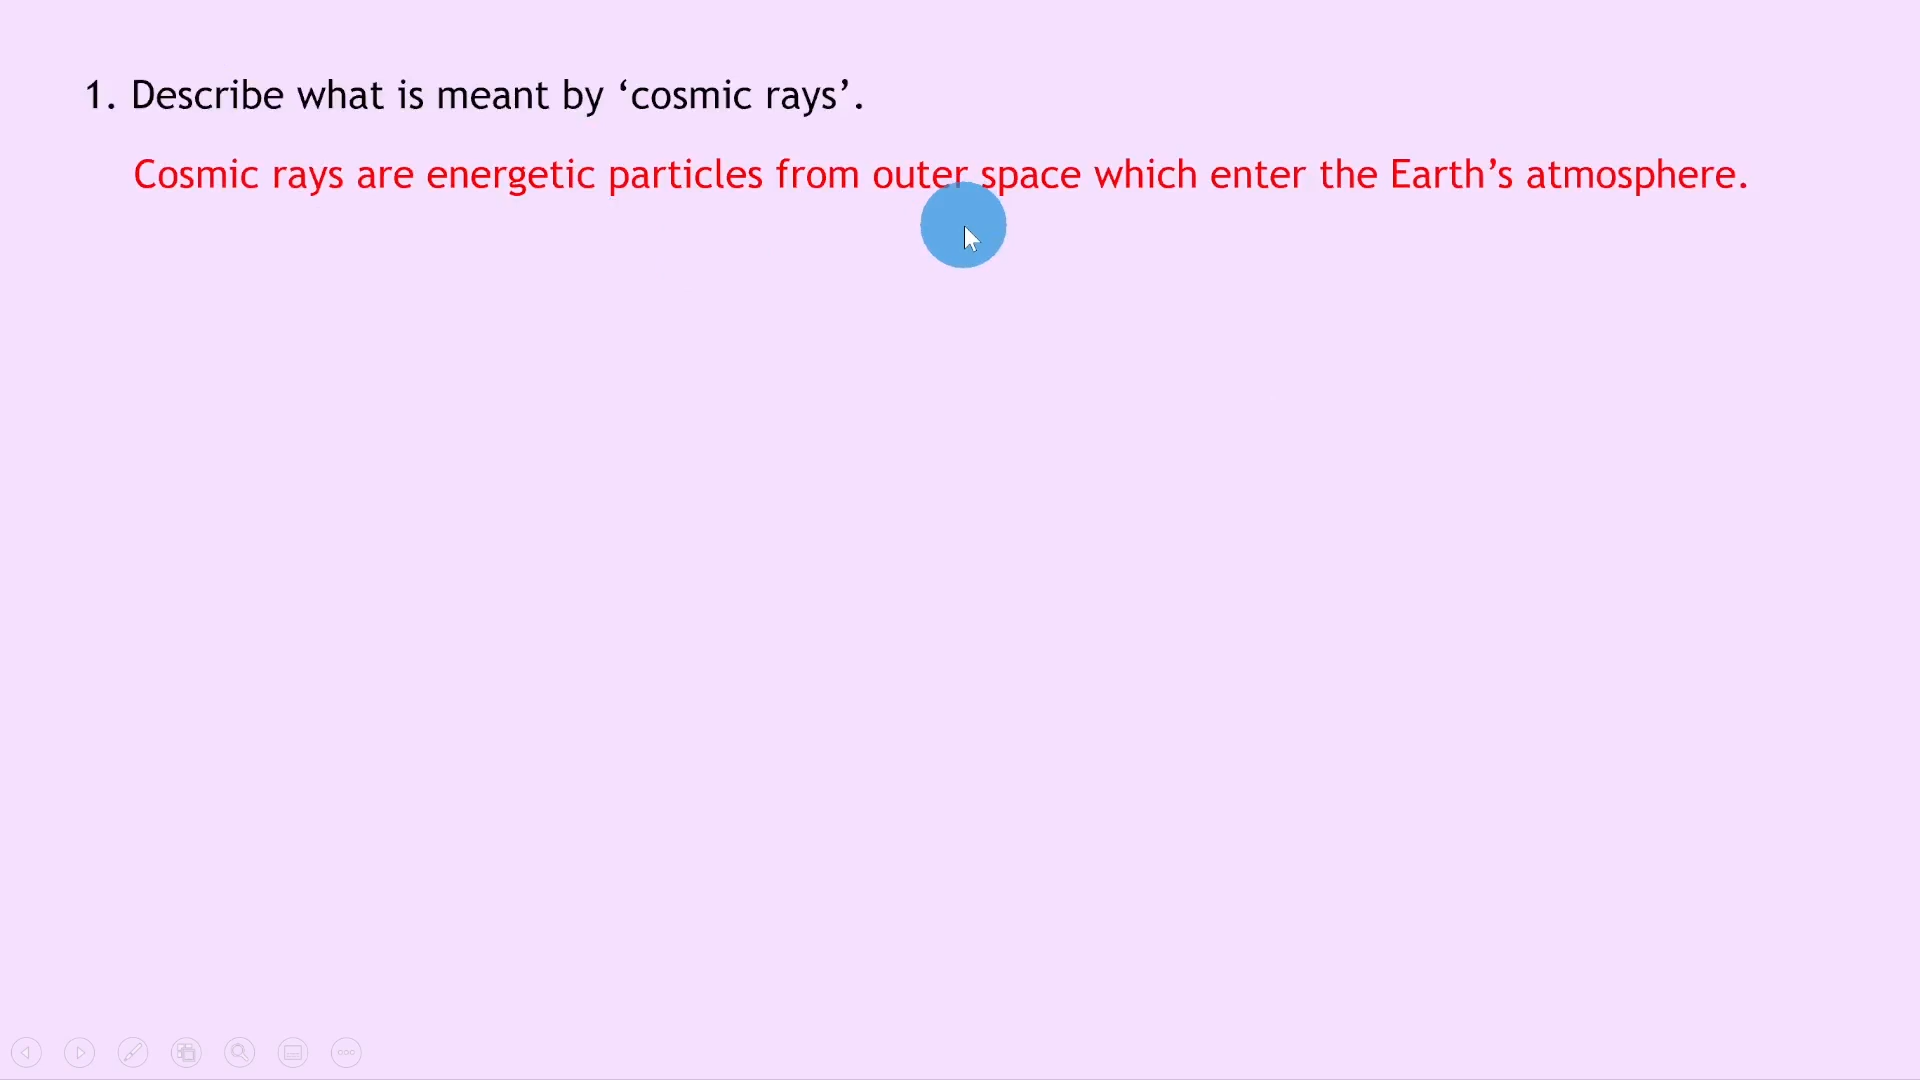 1. Describe what is meant by ‘cosmic rays’.
Cosmic rays are energetic particles from outer space which enter the Earth’s atmosphere.